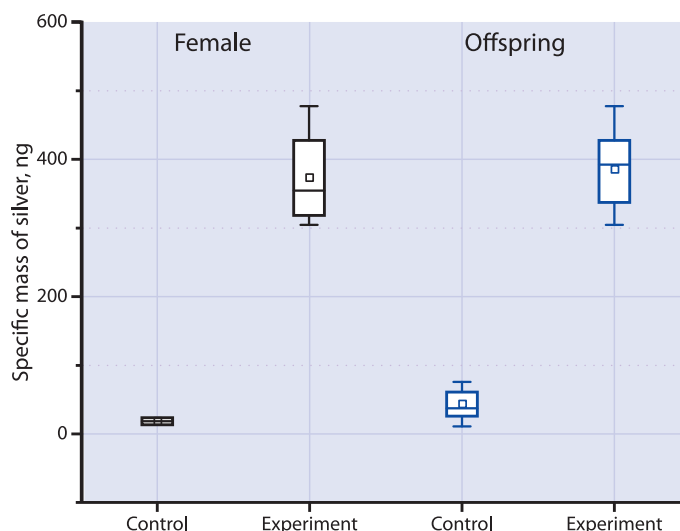 Female Offspring
Specific mass of silver, ng
600
400
200
0
Control Experiment Control Experiment